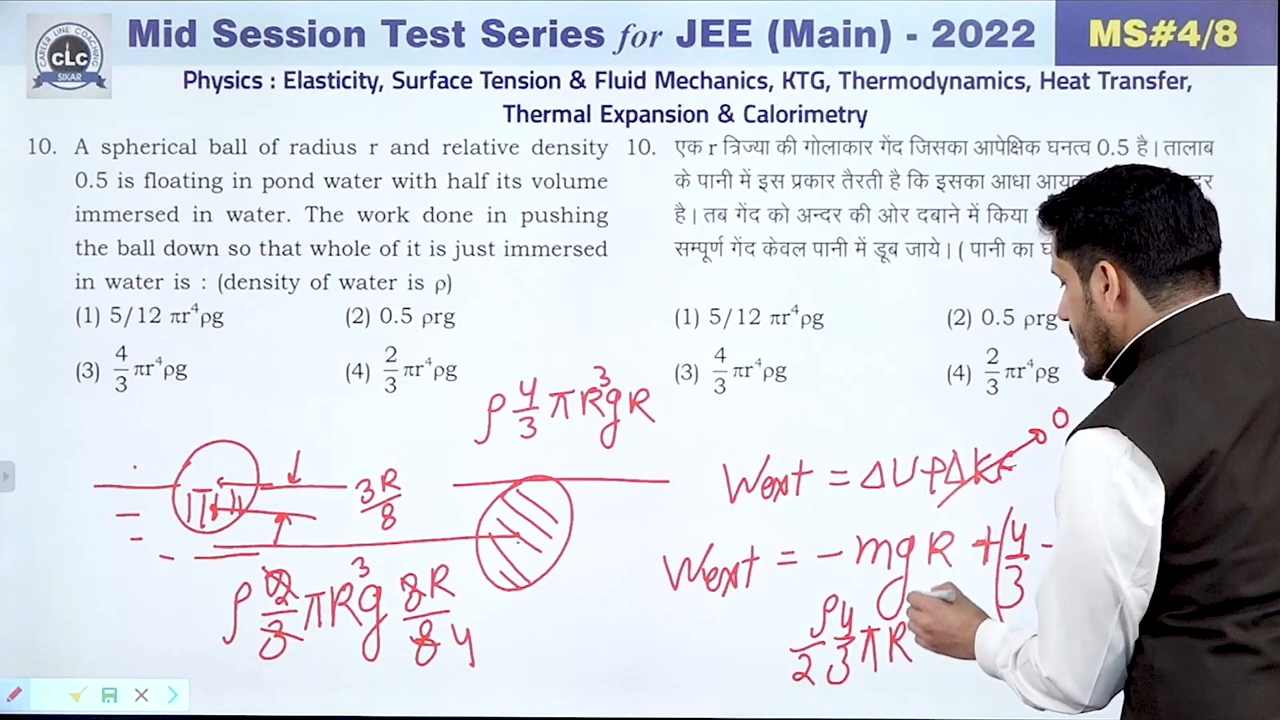 CAREER LINE COACHING
CLC
SIKAR
Mid Session Test Series for JEE (Main) - 2022
MS#4/8
Physics : Elasticity, Surface Tension & Fluid Mechanics, KTG, Thermodynamics, Heat Transfer,
Thermal Expansion & Calorimetry
10. A spherical ball of radius r and relative density
0.5 is floating in pond water with half its volume
immersed in water. The work done in pushing
the ball down so that whole of it is just immersed
in water is : (density of water is ρ)
(1) 5/12 πr⁴ρg (2) 0.5 ρrg
(3) 4/3 πr⁴ρg (4) 2/3 πr⁴ρg
10. एक r त्रिज्या की गोलाकार गेंद जिसका आपेक्षिक घनत्व 0.5 है। तालाब
के पानी में इस प्रकार तैरती है कि इसका आधा
है। तब गेंद को अन्दर की ओर दबाने में किया
सम्पूर्ण गेंद केवल पानी में डूब जाये। ( पानी का
(1) 5/12 πr⁴ρg (2) 0.5 ρrg
(3) 4/3 πr⁴ρg (4) 2/3 πr⁴ρg
ρ 4/3 πR³gR
3R/8
Wext = ΔU + ΔKE → 0
Wext = -mgR + (4/3
ρ 2/3 πR³g 3R/8 4
ρ/2 4/3 πR